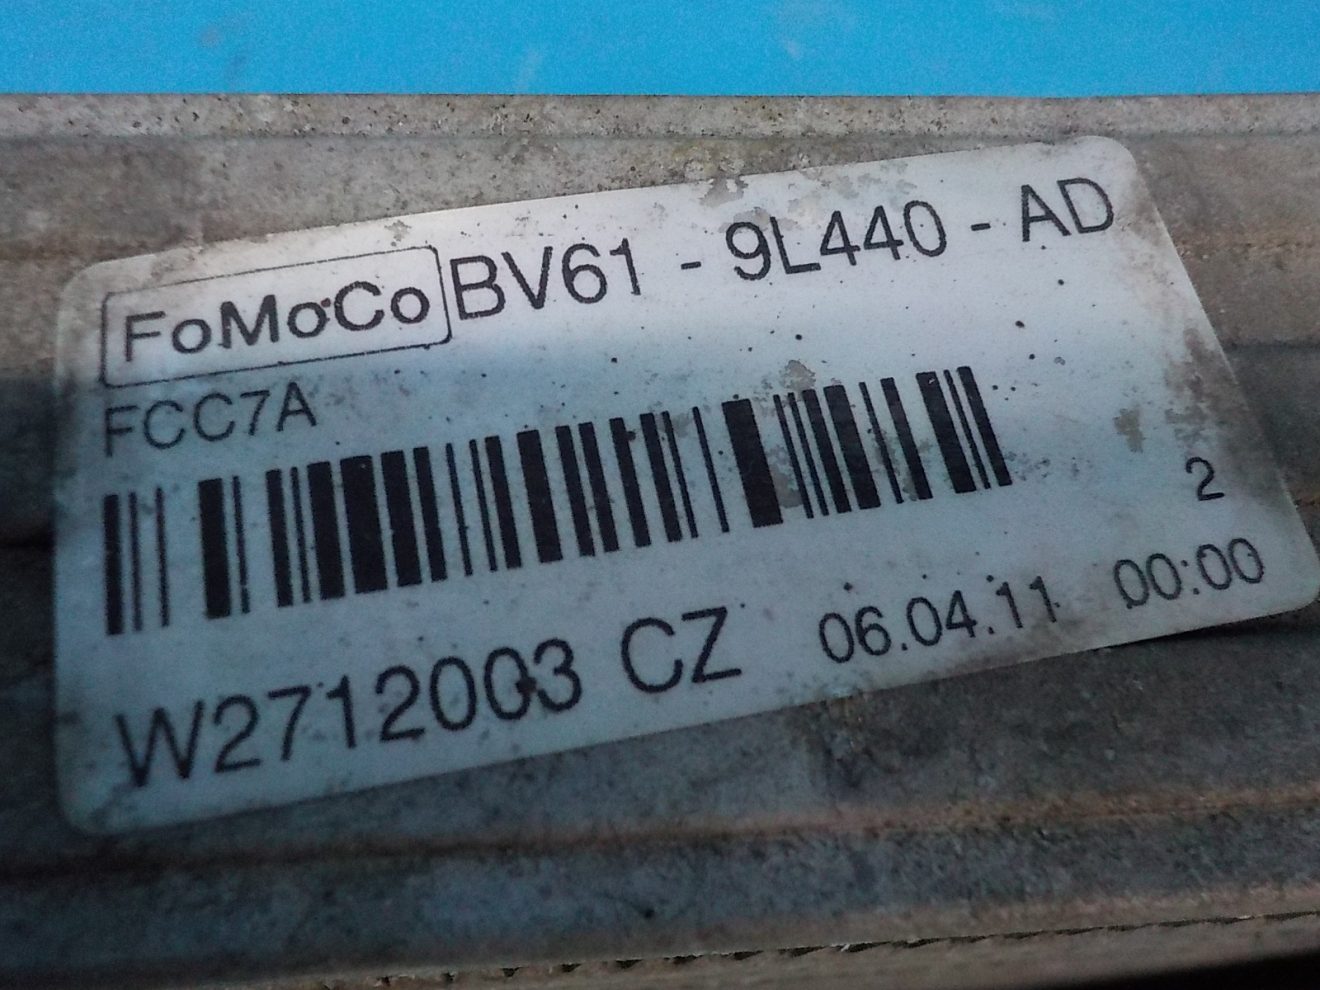 FoMoCo BV61 - 9L440 - AD
FCC7A
2
W2712003 CZ 06.04.11 00:00